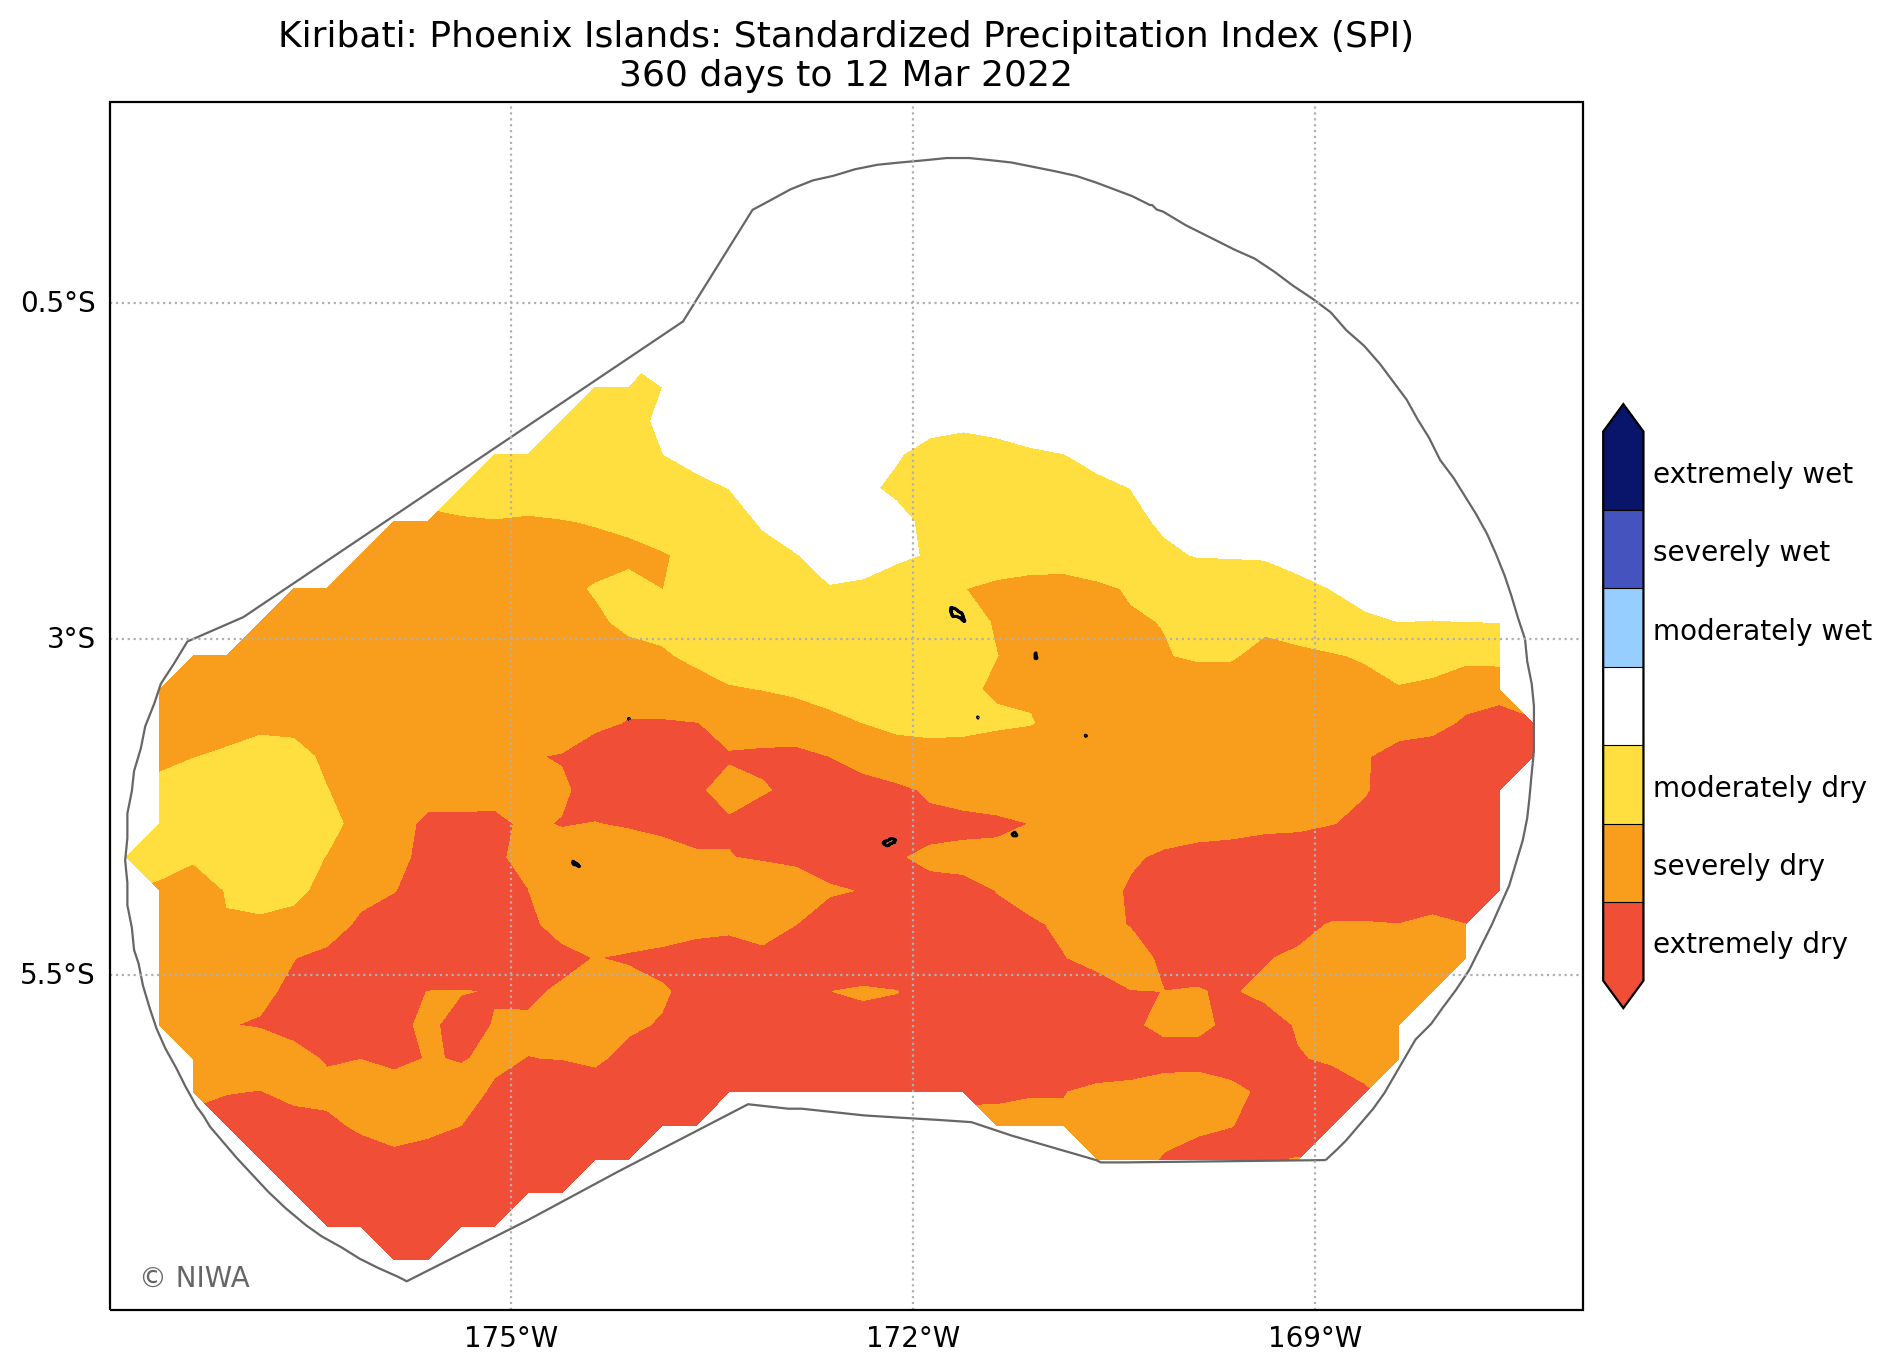 Kiribati: Phoenix Islands: Standardized Precipitation Index (SPI)
360 days to 12 Mar 2022
0.5°S
3°S
5.5°S
175°W
172°W
169°W
extremely wet
severely wet
moderately wet
moderately dry
severely dry
extremely dry
© NIWA